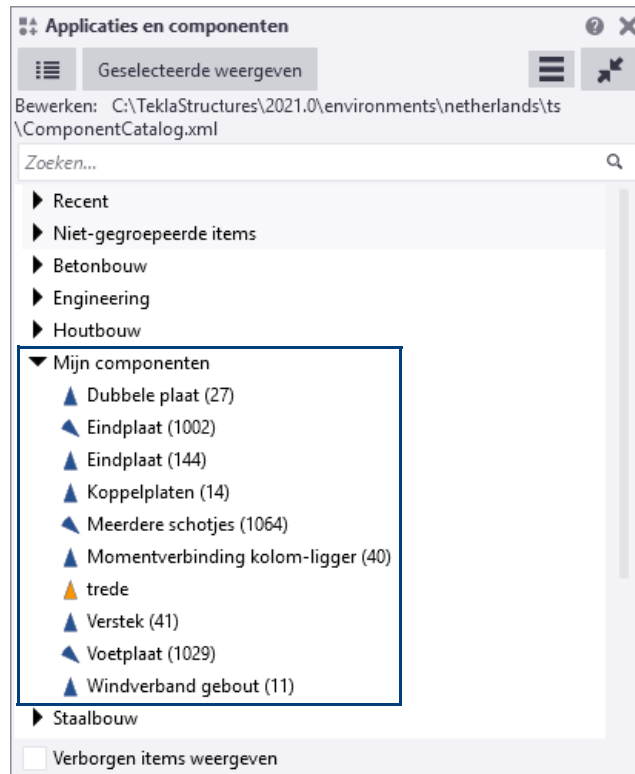 Applicaties en componenten
Geselecteerde weergeven
Bewerken: C:\TeklaStructures\2021.0\environments\netherlands\ts
\ComponentCatalog.xml
Zoeken...
Recent
Niet-gegroepeerde items
Betonbouw
Engineering
Houtbouw
Mijn componenten
Dubbele plaat (27)
Eindplaat (1002)
Eindplaat (144)
Koppelplaten (14)
Meerdere schotjes (1064)
Momentverbinding kolom-ligger (40)
trede
Verstek (41)
Voetplaat (1029)
Windverband gebout (11)
Staalbouw
Verborgen items weergeven